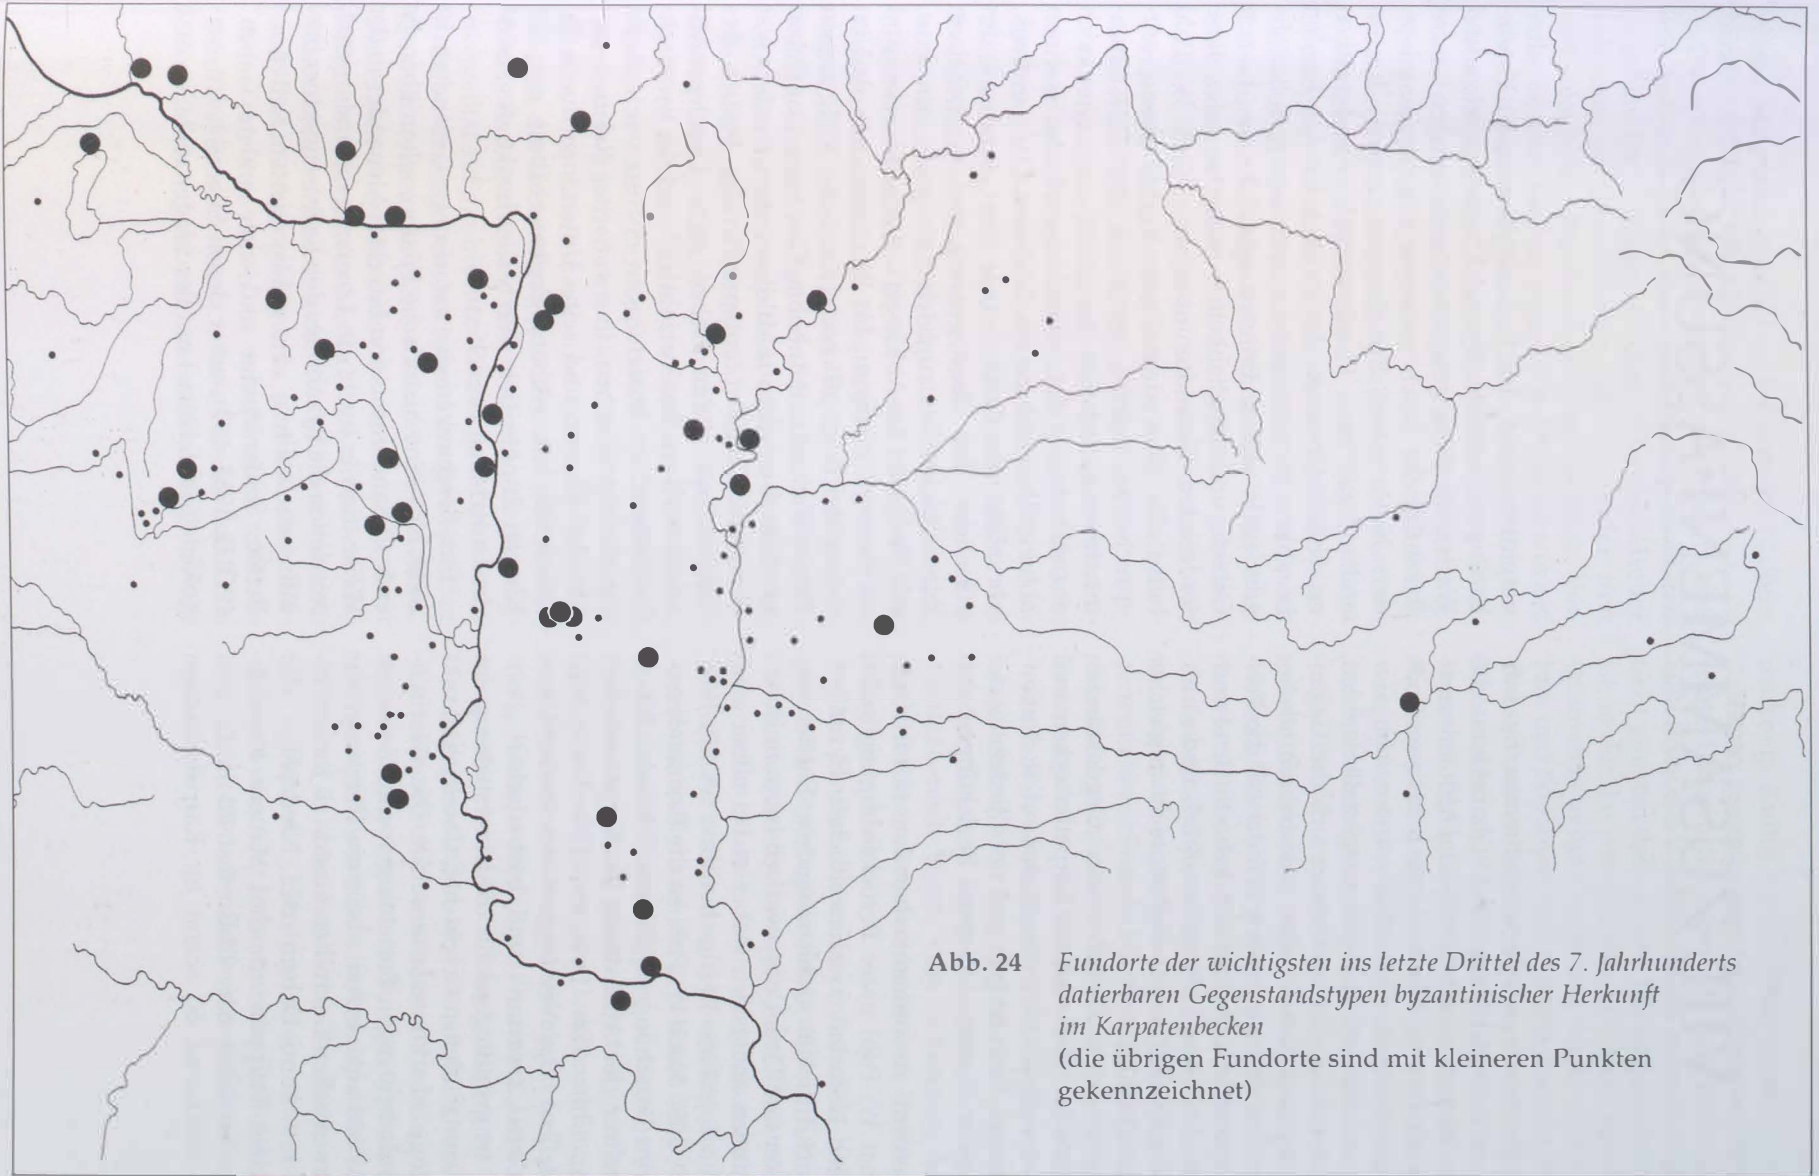 Abb. 24 Fundorte der wichtigsten ins letzte Drittel des 7. Jahrhunderts
datierbaren Gegenstandstypen byzantinischer Herkunft
im Karpatenbecken
(die übrigen Fundorte sind mit kleineren Punkten
gekennzeichnet)